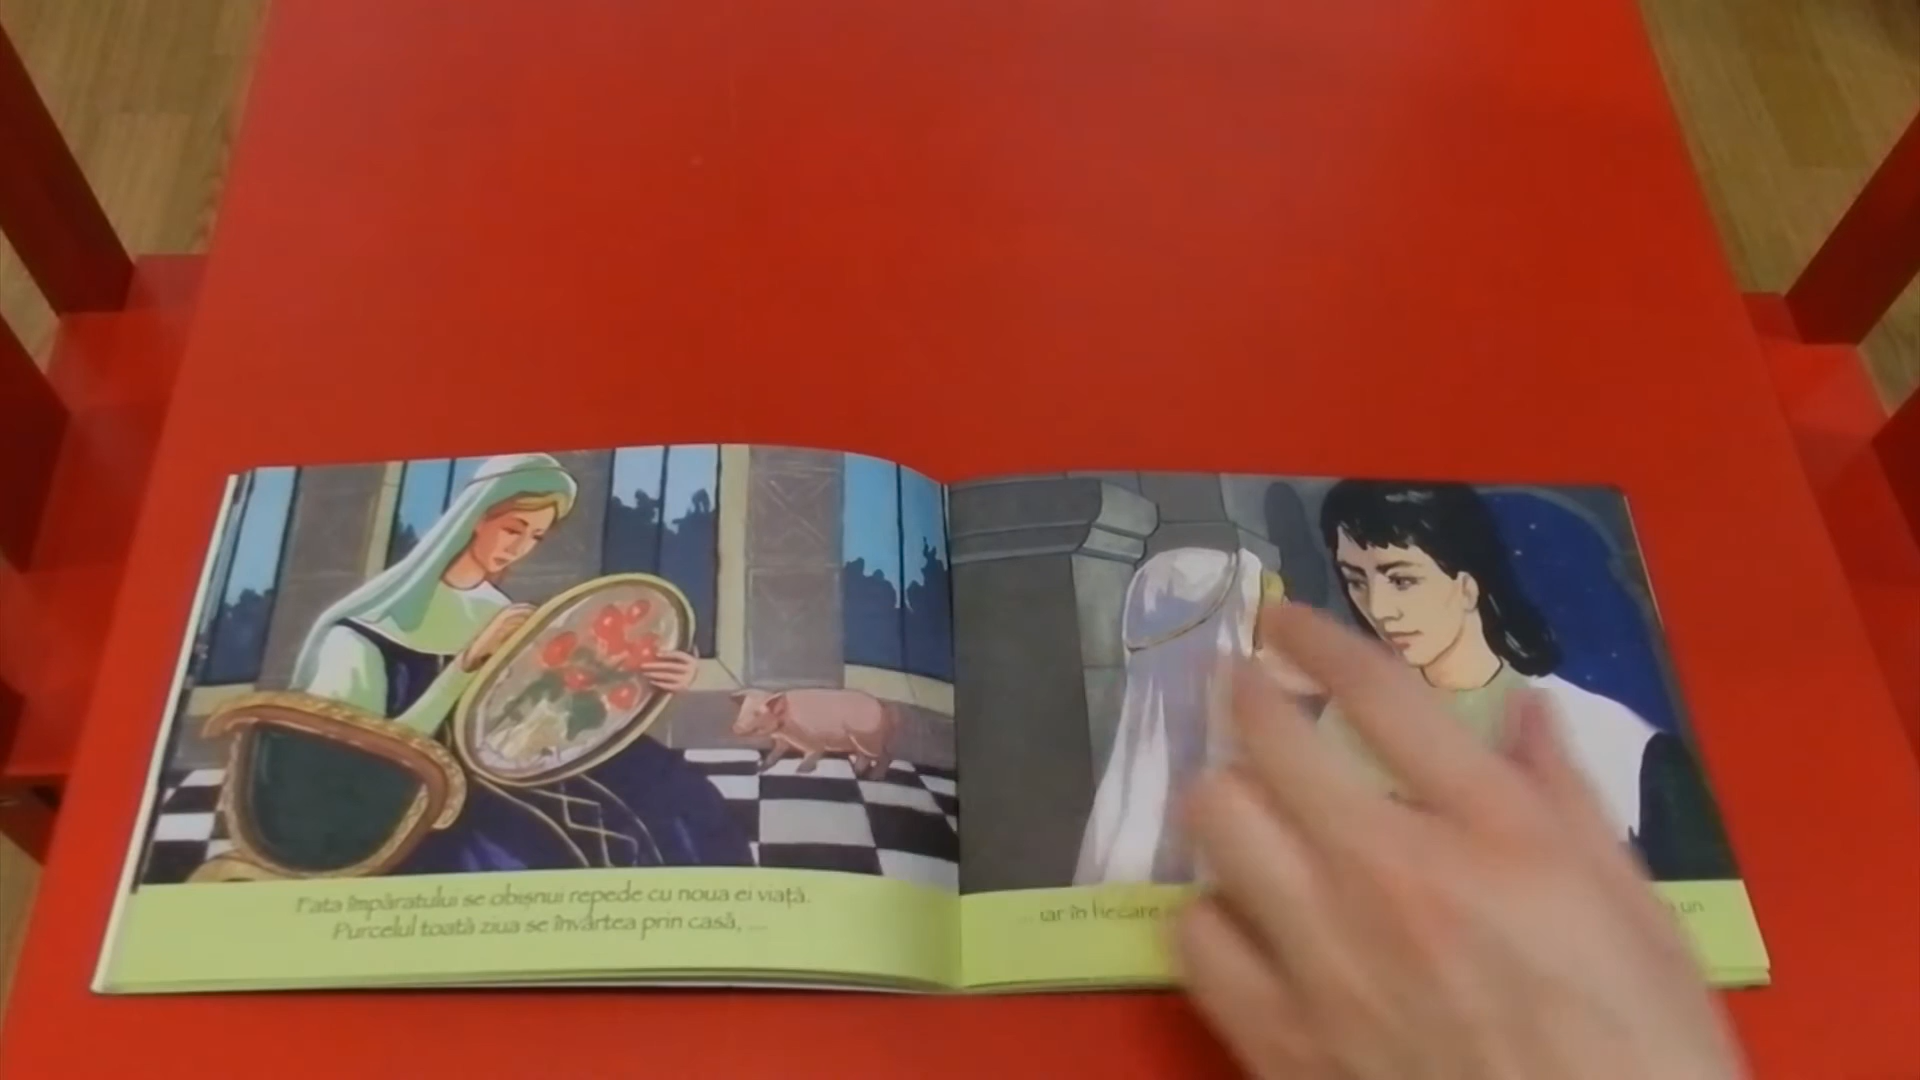 Fata împăratului se obișnui repede cu noua ei viață.
Purcelul toată ziua se învârtea prin casă, ...
... iar în fiecare un